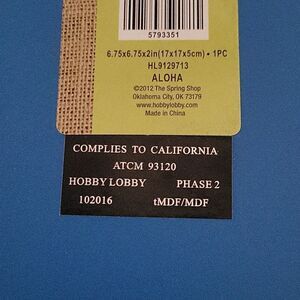 5793351
6.75x6.75x2in(17x17x5cm) • 1PC
HL9129713
ALOHA
©2012 The Spring Shop
Oklahoma City, OK 73179
www.hobbylobby.com
Made in China
COMPLIES TO CALIFORNIA
ATCM 93120
HOBBY LOBBY PHASE 2
102016 tMDF/MDF